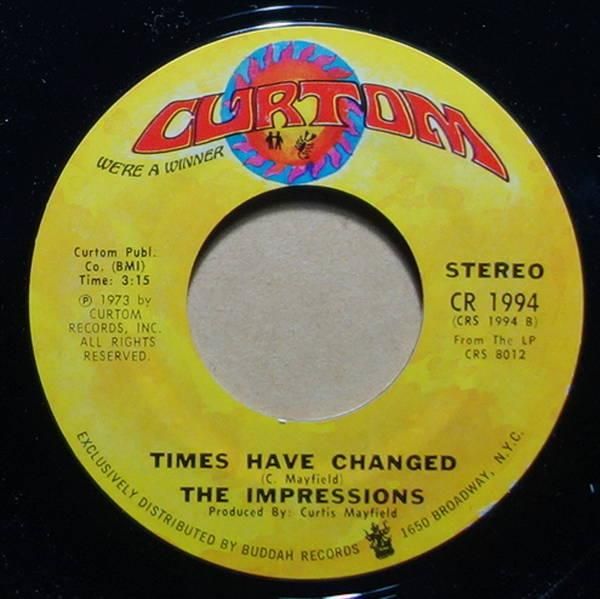 CURTOM
WE'RE A WINNER
Curtom Publ.
Co. (BMI)
Time: 3:15
Ⓟ 1973 by
CURTOM
RECORDS, INC.
ALL RIGHTS
RESERVED.
STEREO
CR 1994
(CRS 1994 B)
From The LP
CRS 8012
TIMES HAVE CHANGED
(C. Mayfield)
THE IMPRESSIONS
Produced By: Curtis Mayfield
EXCLUSIVELY DISTRIBUTED BY BUDDAH RECORDS 1650 BROADWAY, N.Y.C.